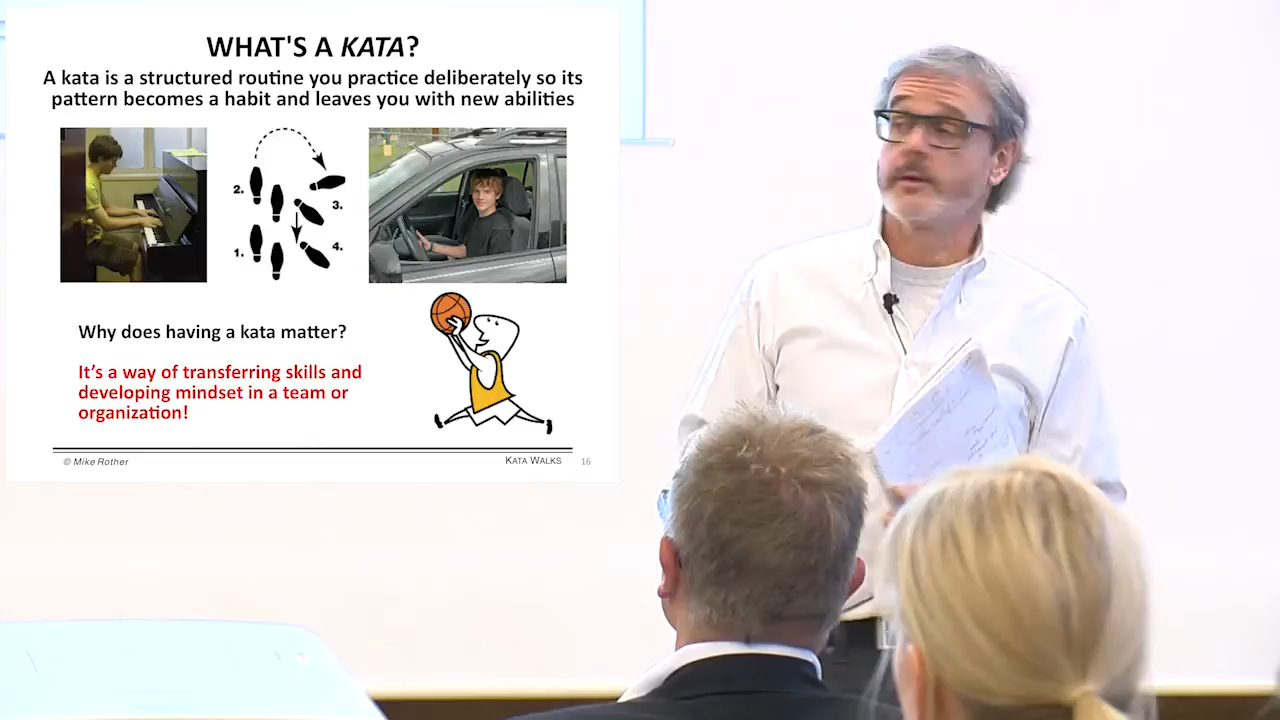 WHAT'S A KATA?
A kata is a structured routine you practice deliberately so its
pattern becomes a habit and leaves you with new abilities
2.
3.
1.
4.
Why does having a kata matter?
It's a way of transferring skills and
developing mindset in a team or
organization!
© Mike Rother
KATA WALKS
16